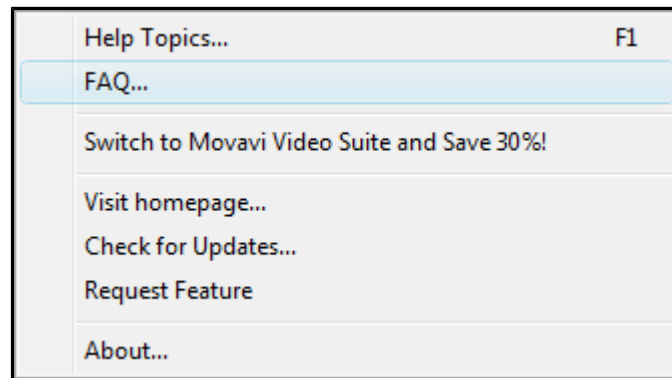 Help Topics... F1
FAQ...
Switch to Movavi Video Suite and Save 30%!
Visit homepage...
Check for Updates...
Request Feature
About...